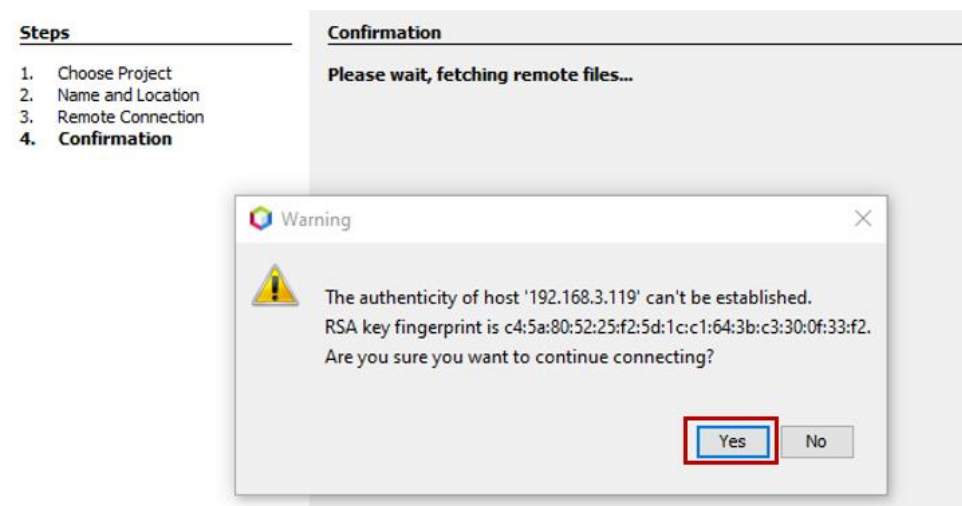 Steps
1. Choose Project
2. Name and Location
3. Remote Connection
4. Confirmation
Confirmation
Please wait, fetching remote files...
Warning
The authenticity of host '192.168.3.119' can't be established.
RSA key fingerprint is c4:5a:80:52:25:f2:5d:1c:c1:64:3b:c3:30:0f:33:f2.
Are you sure you want to continue connecting?
Yes No